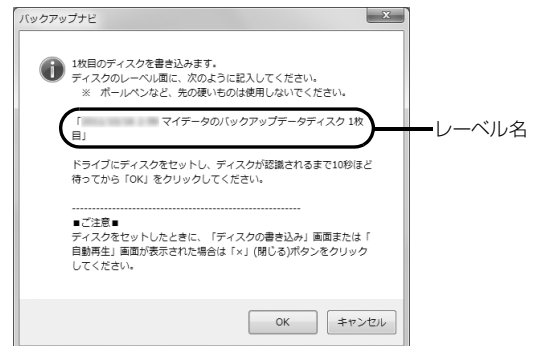 バックアップナビ
1枚目のディスクを書き込みます。
ディスクのレーベル面に、次のように記入してください。
※ ボールペンなど、先の硬いものは使用しないでください。
「 マイデータのバックアップデータディスク 1枚
目」
レーベル名
ドライブにディスクをセットし、ディスクが認識されるまで10秒ほど
待ってから「OK」をクリックしてください。
--------------------------------------------------
■ご注意■
ディスクをセットしたときに、「ディスクの書き込み」画面または「
自動再生」画面が表示された場合は「×」(閉じる)ボタンをクリック
してください。
OK
キャンセル